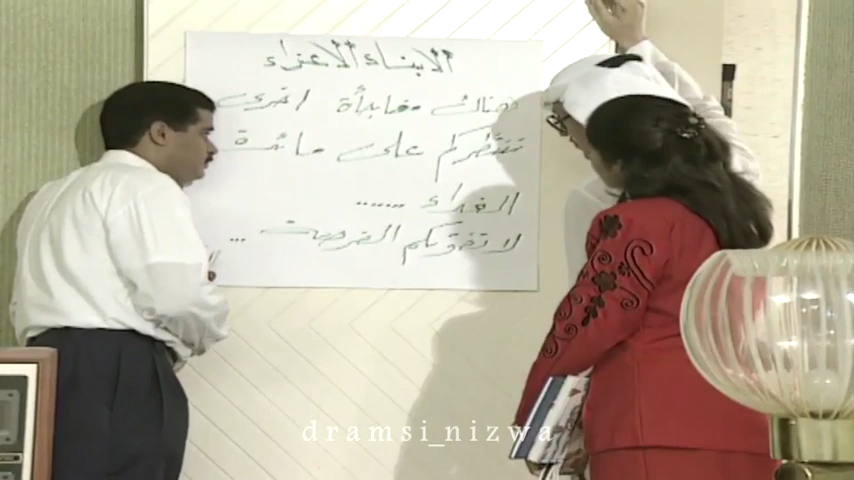 الابناء الاعزاء
هناك مفاجأة اخرى
تنتظركم على مائدة
الغداء ......
لا تفوتكم الفرصة ...
dramsi_nizwa